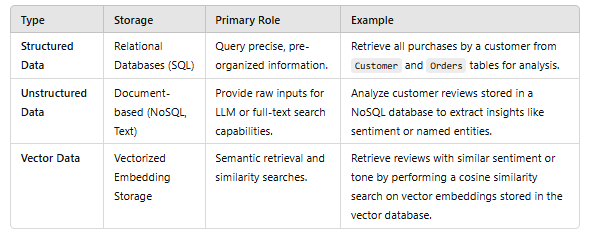 Type Storage Primary Role Example
Structured Relational Query precise, pre- Retrieve all purchases by a customer from
Data Databases (SQL) organized information. Customer and Orders tables for analysis.
Unstructured Document- Provide raw inputs for Analyze customer reviews stored in a
Data based (NoSQL, LLM or full-text search NoSQL database to extract insights like
Text) capabilities. sentiment or named entities.
Vector Data Vectorized Semantic retrieval and Retrieve reviews with similar sentiment or
Embedding similarity searches. tone by performing a cosine similarity
Storage search on vector embeddings stored in the
vector database.